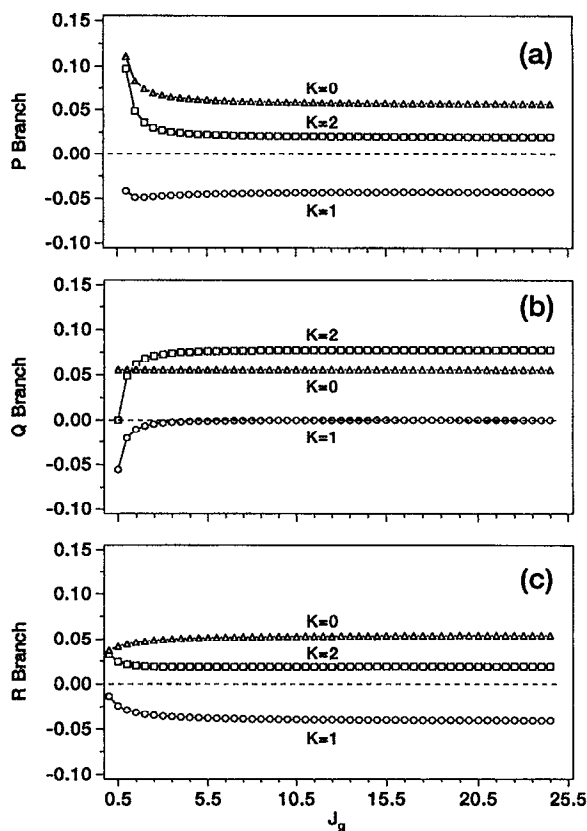 (a)
P Branch
0.15
0.10
0.05
0.00
-0.05
-0.10
K=0
K=2
K=1
(b)
Q Branch
0.15
0.10
0.05
0.00
-0.05
-0.10
K=2
K=0
K=1
(c)
R Branch
0.15
0.10
0.05
0.00
-0.05
-0.10
K=0
K=2
K=1
0.5 5.5 10.5 15.5 20.5 25.5
Jg